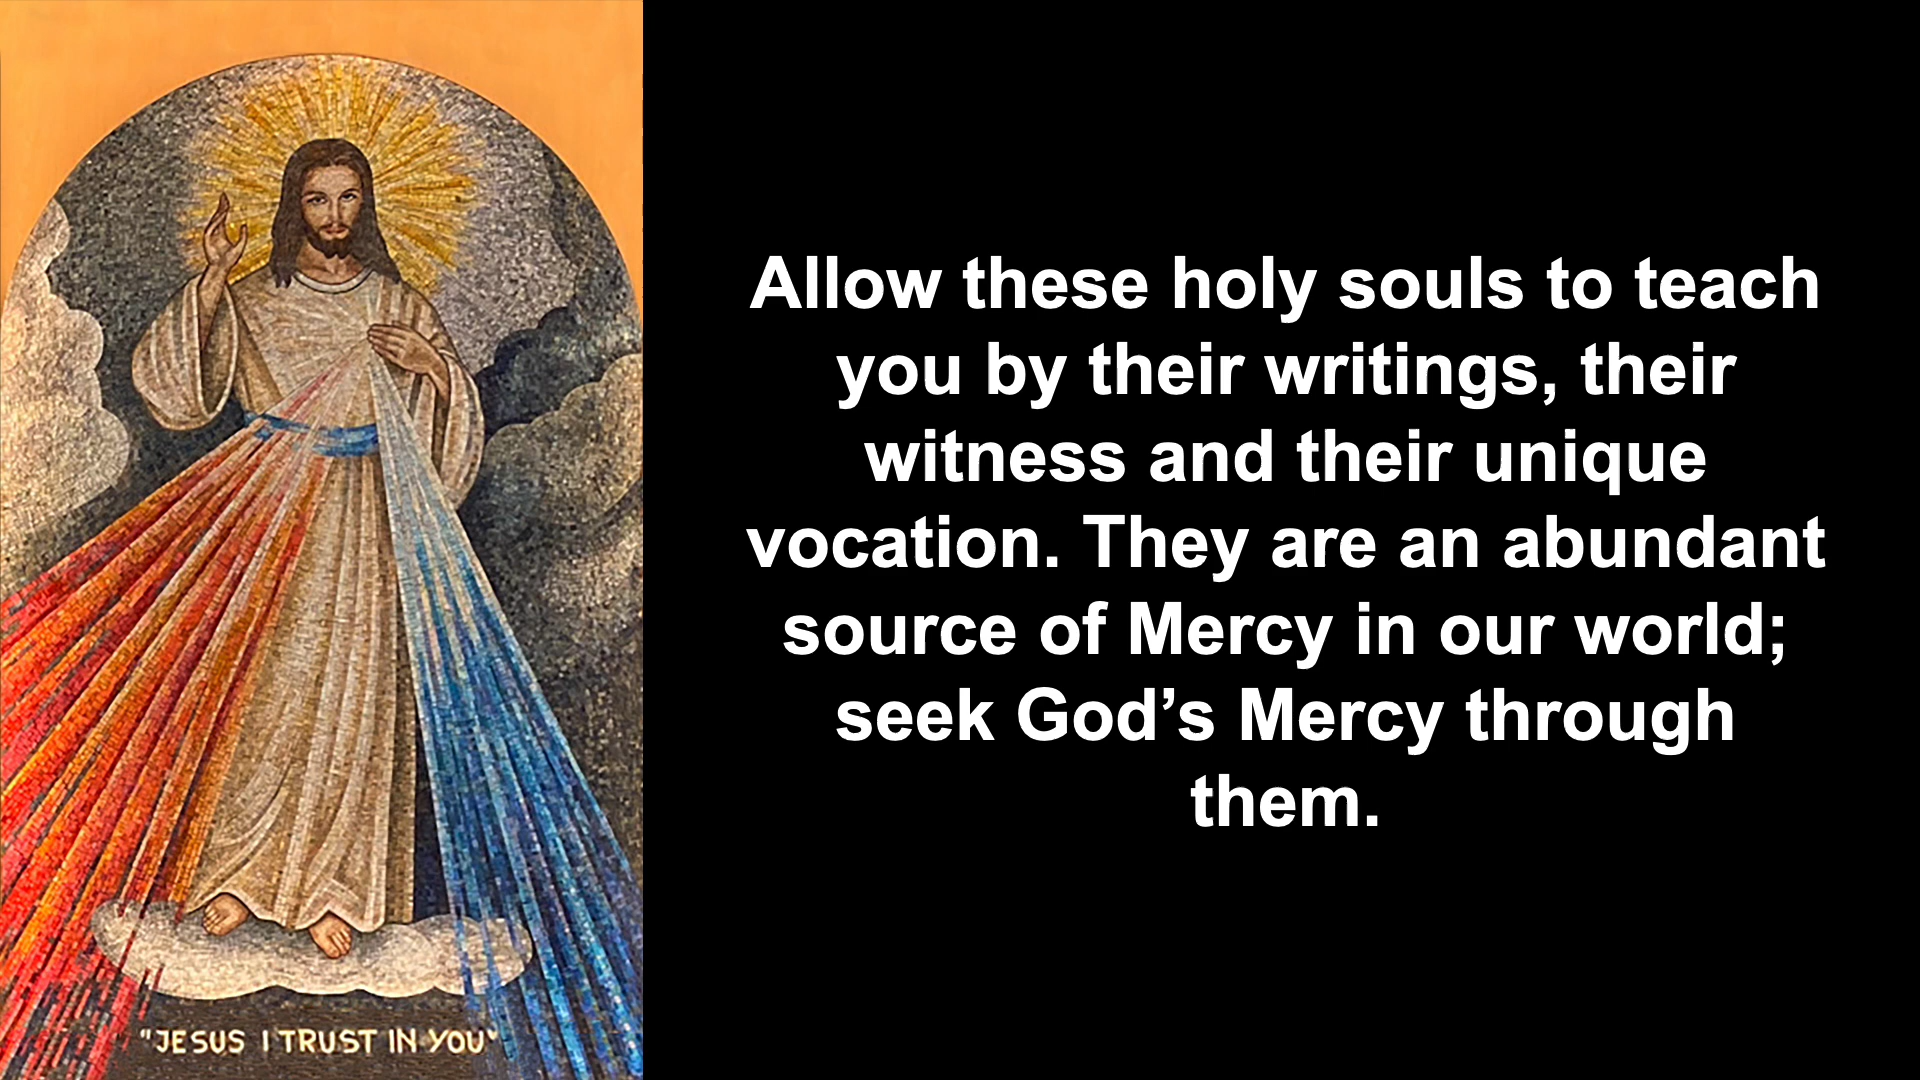 Allow these holy souls to teach
you by their writings, their
witness and their unique
vocation. They are an abundant
source of Mercy in our world;
seek God’s Mercy through
them.
"JESUS I TRUST IN YOU"